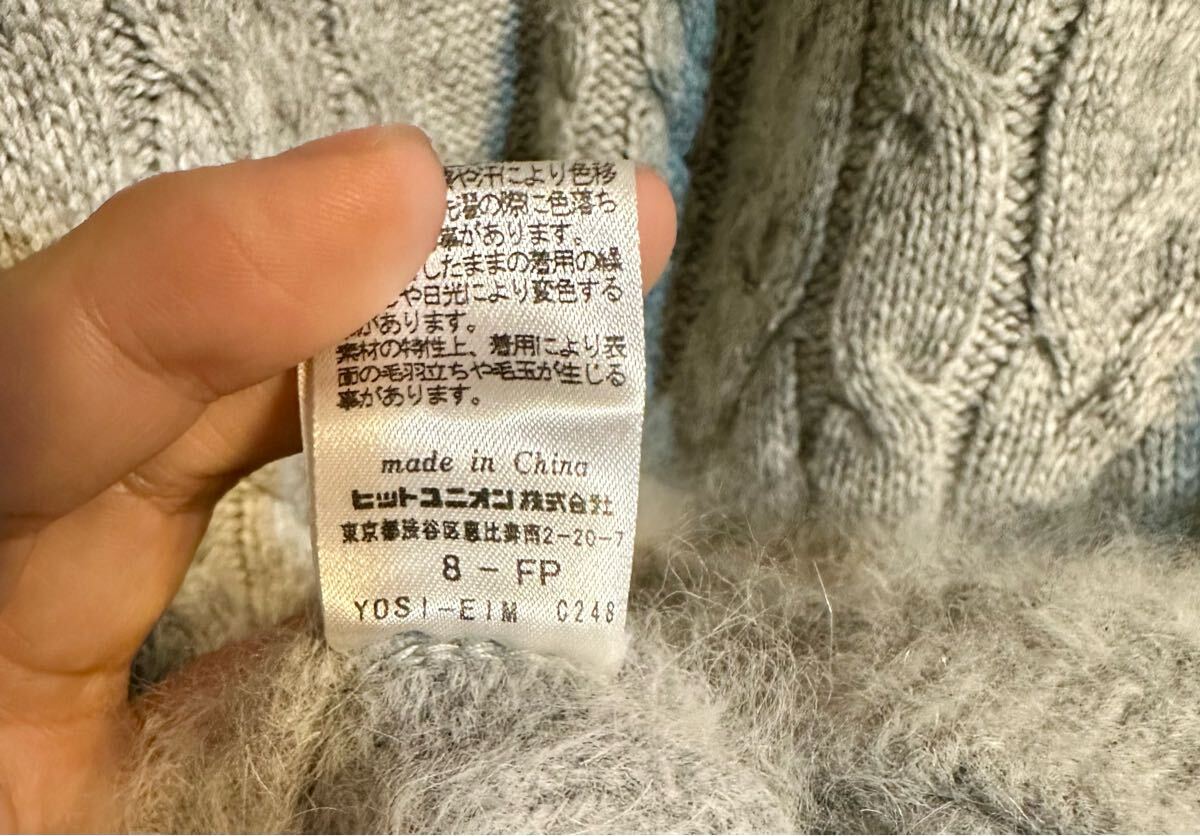 や汗により色移
洗濯の際に色落ち
事があります。
したままの着用の繰
や日光により変色する
があります。
素材の特性上、着用により表
面の毛羽立ちや毛玉が生じる
事があります。
made in China
ヒットユニオン株式会社
東京都渋谷区恵比寿南2-20-7
8-FP
YOSI-EIM C248